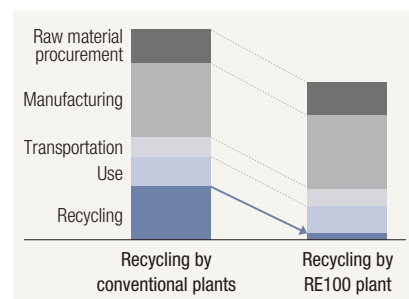 Raw material
procurement
Manufacturing
Transportation
Use
Recycling
Recycling by
conventional plants
Recycling by
RE100 plant